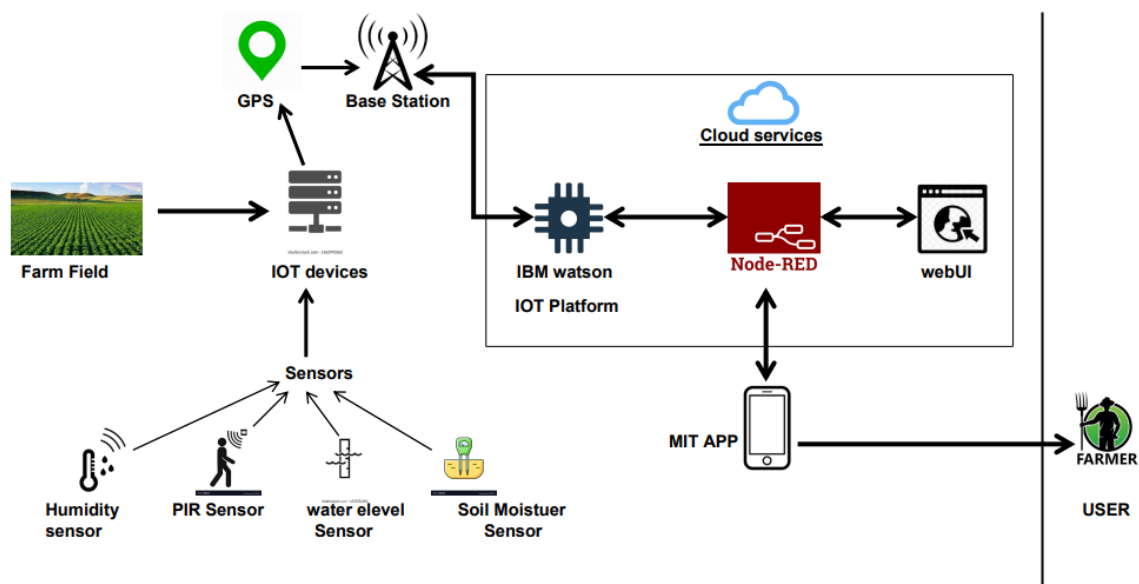 GPS
Base Station
Cloud services
Farm Field
IOT devices
IBM watson
IOT Platform
Node-RED
webUI
Sensors
MIT APP
FARMER
USER
Humidity
sensor
PIR Sensor
water elevel
Sensor
Soil Moistuer
Sensor